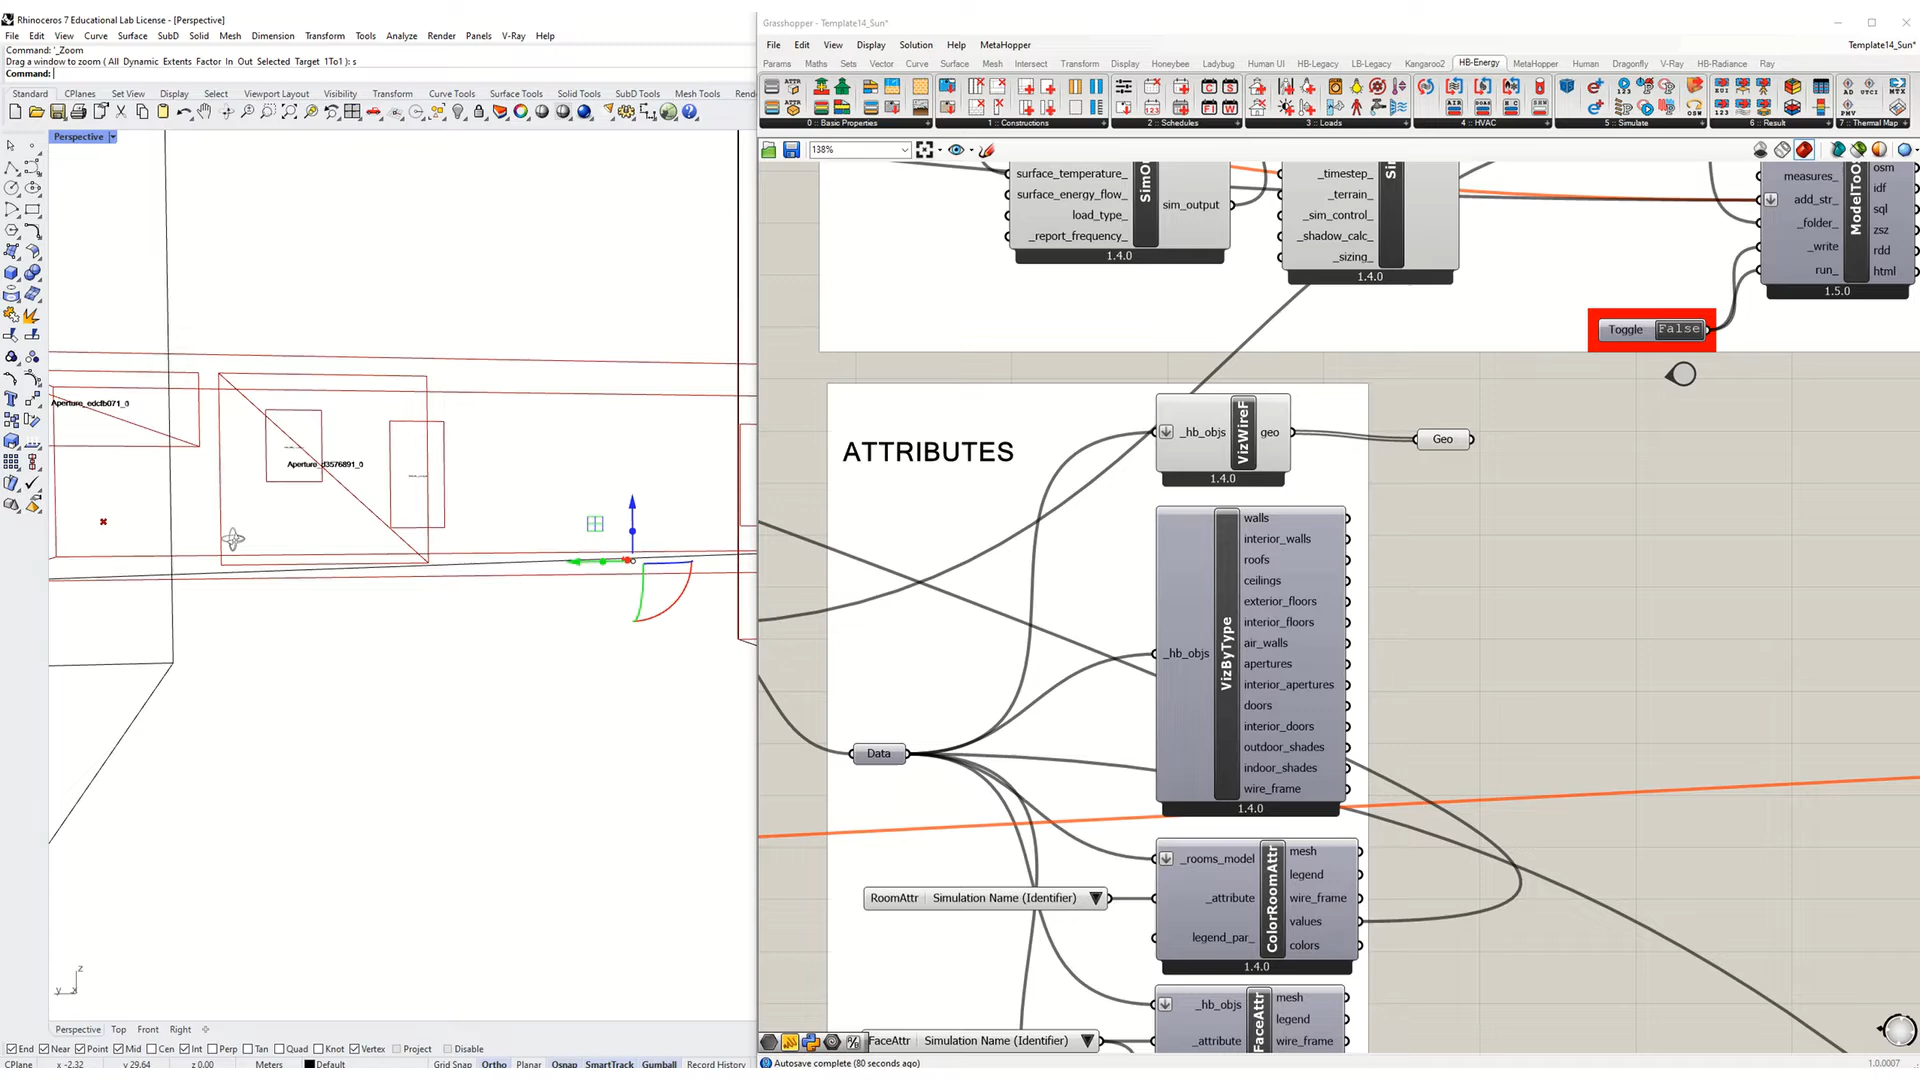 Rhinoceros 7 Educational Lab License - [Perspective]
File Edit View Curve Surface SubD Solid Mesh Dimension Transform Tools Analyze Render Panels V-Ray Help
Command: '_Zoom
Drag a window to zoom ( All Dynamic Extents Factor In Out Selected Target 1To1 ): s
Command:
Standard CPlanes Set View Display Select Viewport Layout Visibility Transform Curve Tools Surface Tools Solid Tools SubD Tools Mesh Tools
Perspective
Aperture_edcfb071_0
Aperture_d3576891_0
z
y x
Perspective Top Front Right
End Near Point Mid Cen Int Perp Tan Quad Knot Vertex Project Disable
CPlane x -2.32 y 29.64 z 0.00 Meters Default Grid Snap Ortho Planar Osnap SmartTrack Gumball Record History
Grasshopper - Template14_Sun*
File Edit View Display Solution Help MetaHopper Template14_Sun*
Params Maths Sets Vector Curve Surface Mesh Intersect Transform Display Honeybee Ladybug Human UI HB-Legacy LB-Legacy Kangaroo2 HB-Energy MetaHopper Human Dragonfly V-Ray HB-Radiance Ray
0 :: Basic Properties 1 :: Constructions 2 :: Schedules 3 :: Loads 4 :: HVAC 5 :: Simulate 6 :: Result 7 :: Thermal Map
138%
surface_temperature_
surface_energy_flow_
load_type_
_report_frequency_
sim_output
1.4.0
_timestep_
_terrain_
_sim_control_
_shadow_calc_
_sizing_
1.4.0
measures_
add_str_
_folder_
_write
run_
osm
idf
sql
zsz
rdd
html
1.5.0
Toggle False
ATTRIBUTES
_hb_objs VizWireF geo
1.4.0
Geo
_hb_objs
VizByType
walls
interior_walls
roofs
ceilings
exterior_floors
interior_floors
air_walls
apertures
interior_apertures
doors
interior_doors
outdoor_shades
indoor_shades
wire_frame
1.4.0
Data
RoomAttr Simulation Name (Identifier)
_rooms_model
_attribute
legend_par_
ColorRoomAttr
mesh
legend
wire_frame
values
colors
1.4.0
FaceAttr Simulation Name (Identifier)
_hb_objs
_attribute
FaceAttr
mesh
legend
wire_frame
Autosave complete (80 seconds ago)
1.0.0007